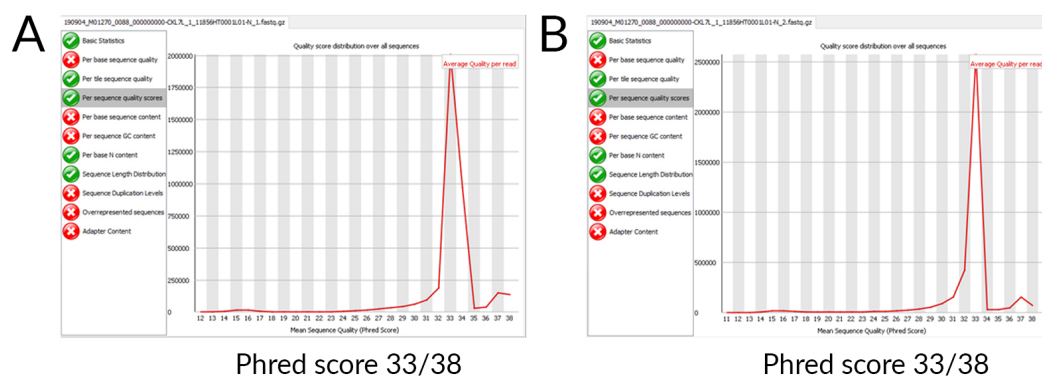 A
190904_M01270_0088_000000000-CKL7L_1_11856HT0001L01-N_1.fastq.gz
Basic Statistics
Per base sequence quality
Per tile sequence quality
Per sequence quality scores
Per base sequence content
Per sequence GC content
Per base N content
Sequence Length Distribution
Sequence Duplication Levels
Overrepresented sequences
Adapter Content
Quality score distribution over all sequences
Average Quality per read
2000000
1750000
1500000
1250000
1000000
750000
500000
250000
0
12 13 14 15 16 17 18 19 20 21 22 23 24 25 26 27 28 29 30 31 32 33 34 35 36 37 38
Mean Sequence Quality (Phred Score)
Phred score 33/38
B
190904_M01270_0088_000000000-CKL7L_1_11856HT0001L01-N_2.fastq.gz
Basic Statistics
Per base sequence quality
Per tile sequence quality
Per sequence quality scores
Per base sequence content
Per sequence GC content
Per base N content
Sequence Length Distribution
Sequence Duplication Levels
Overrepresented sequences
Adapter Content
Quality score distribution over all sequences
Average Quality per read
2500000
2000000
1500000
1000000
500000
0
11 12 13 14 15 16 17 18 19 20 21 22 23 24 25 26 27 28 29 30 31 32 33 34 35 36 37 38
Mean Sequence Quality (Phred Score)
Phred score 33/38